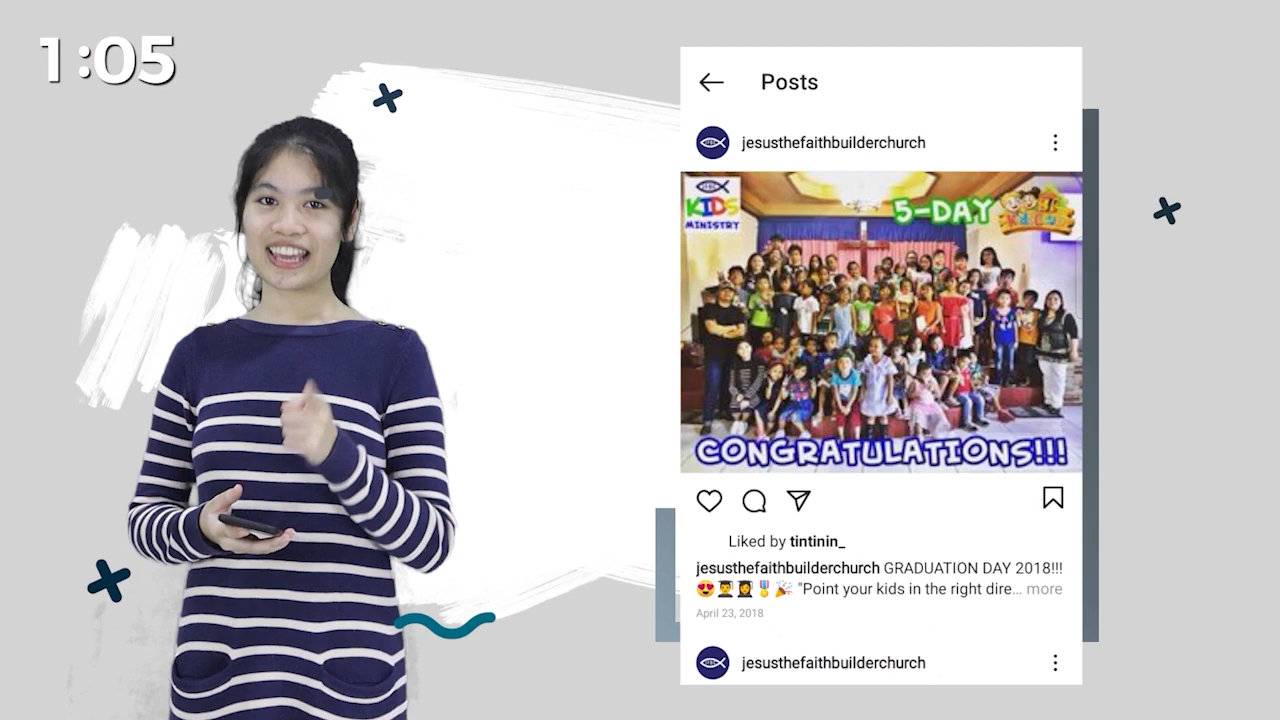 1:05
Posts
jesusthefaithbuilderchurch
KIDS
MINISTRY
5-DAY
CONGRATULATIONS!!!
Liked by tintinin_
jesusthefaithbuilderchurch GRADUATION DAY 2018!!!
😍👨‍🎓👩‍🎓🎖️🎉 "Point your kids in the right dire... more
April 23, 2018
jesusthefaithbuilderchurch